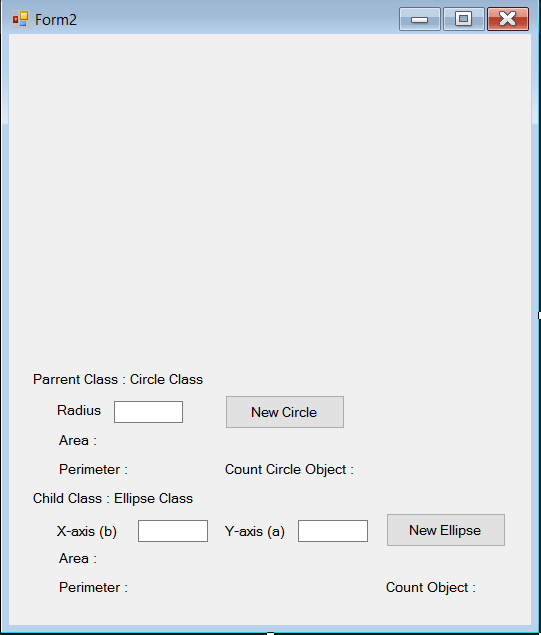 Form2
Parrent Class : Circle Class
Radius New Circle
Area :
Perimeter : Count Circle Object :
Child Class : Ellipse Class
X-axis (b) Y-axis (a) New Ellipse
Area :
Perimeter : Count Object :